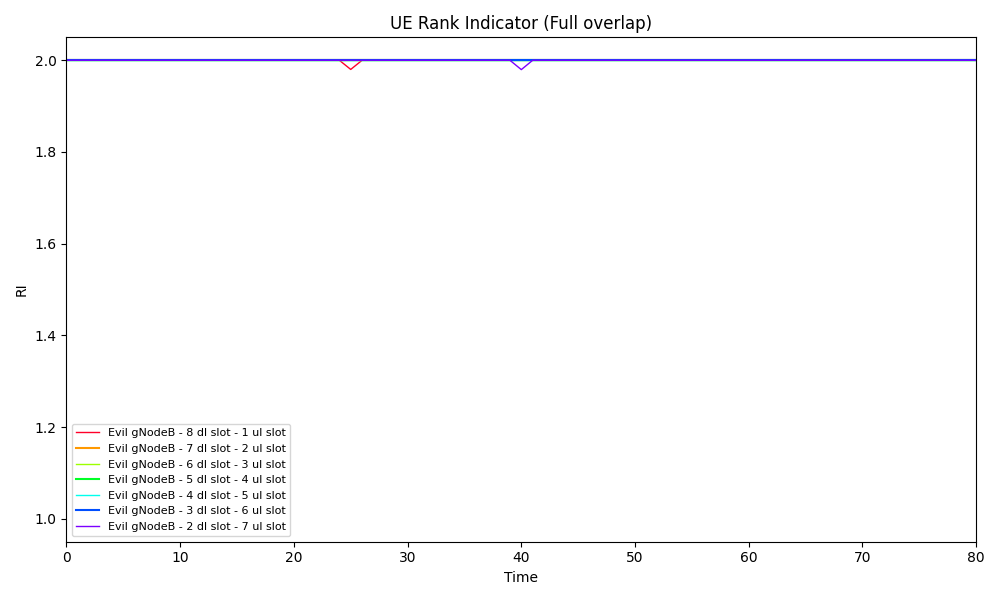 UE Rank Indicator (Full overlap)
2.0
1.8
1.6
1.4
1.2
1.0
RI
Evil gNodeB - 8 dl slot - 1 ul slot
Evil gNodeB - 7 dl slot - 2 ul slot
Evil gNodeB - 6 dl slot - 3 ul slot
Evil gNodeB - 5 dl slot - 4 ul slot
Evil gNodeB - 4 dl slot - 5 ul slot
Evil gNodeB - 3 dl slot - 6 ul slot
Evil gNodeB - 2 dl slot - 7 ul slot
0 10 20 30 40 50 60 70 80
Time